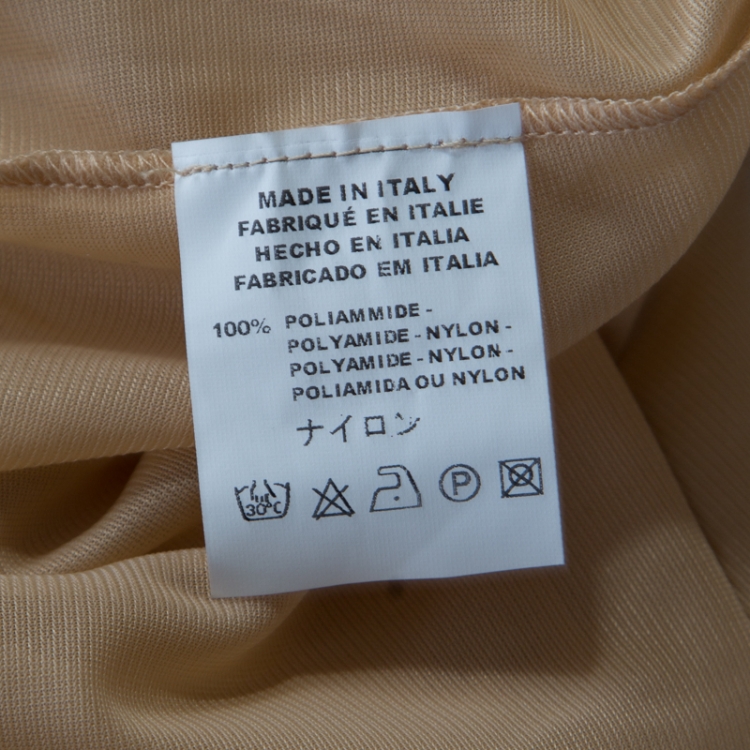 MADE IN ITALY
FABRIQUÉ EN ITALIE
HECHO EN ITALIA
FABRICADO EM ITALIA
100% POLIAMMIDE -
POLYAMIDE - NYLON -
POLYAMIDE - NYLON -
POLIAMIDA OU NYLON
ナイロン
30°C P